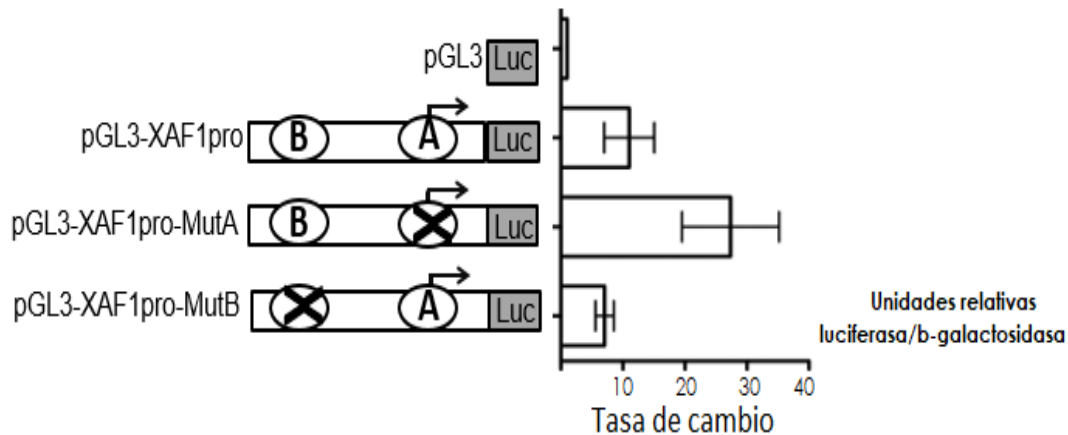 pGL3 Luc
pGL3-XAF1pro B A Luc
pGL3-XAF1pro-MutA B X Luc
pGL3-XAF1pro-MutB X A Luc
Unidades relativas
luciferasa/b-galactosidasa
10 20 30 40
Tasa de cambio